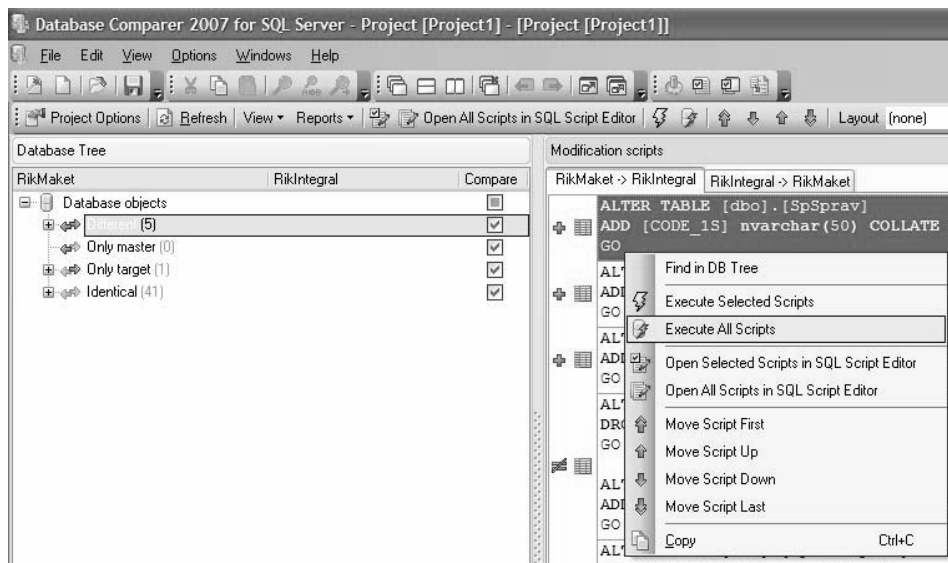 Database Comparer 2007 for SQL Server - Project [Project1] - [Project [Project1]]
File Edit View Options Windows Help
Project Options Refresh View Reports Open All Scripts in SQL Script Editor Layout (none)
Database Tree
Modification scripts
RikMaket RikIntegral Compare
RikMaket -> RikIntegral RikIntegral -> RikMaket
Database objects
Different (5)
Only master (0)
Only target (1)
Identical (41)
ALTER TABLE [dbo].[SpSprav]
ADD [CODE_1S] nvarchar(50) COLLATE
GO
Find in DB Tree
Execute Selected Scripts
Execute All Scripts
Open Selected Scripts in SQL Script Editor
Open All Scripts in SQL Script Editor
Move Script First
Move Script Up
Move Script Down
Move Script Last
Copy Ctrl+C
GO
GO
GO
GO